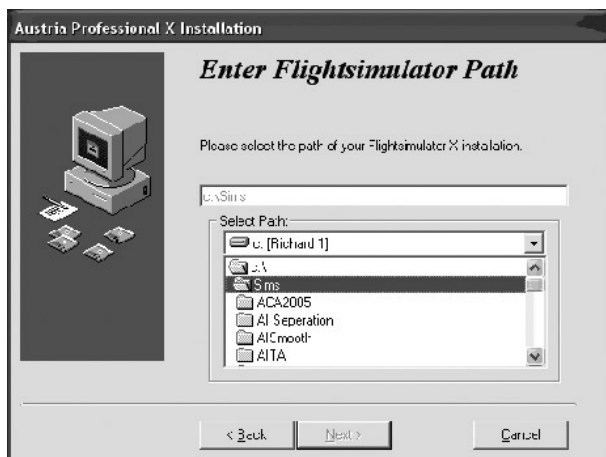 Austria Professional X Installation
Enter Flightsimulator Path
Please select the path of your Flightsimulator X installation.
c:\Sims
Select Path:
c: [Richard 1]
c:\
Sims
ACA2005
AI Seperation
AISmooth
AITA
< Back
Next >
Cancel